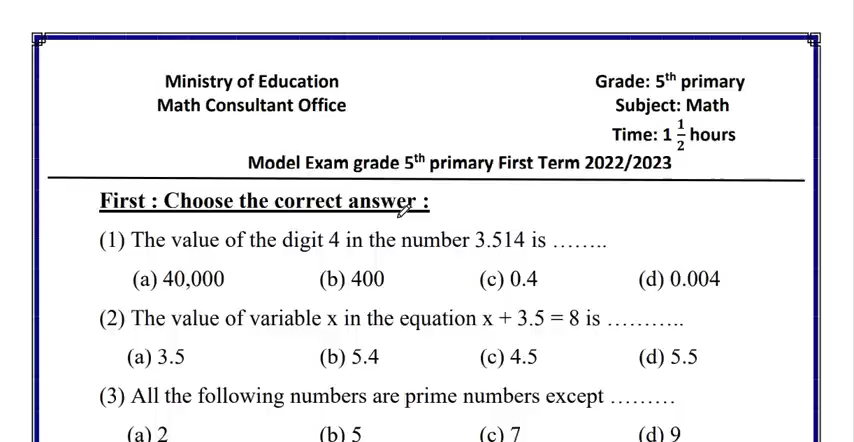 Ministry of Education
Grade: 5th primary
Math Consultant Office
Subject: Math
Time: 1 1/2 hours
Model Exam grade 5th primary First Term 2022/2023
First : Choose the correct answer :
(1) The value of the digit 4 in the number 3.514 is ……..
(a) 40,000 (b) 400 (c) 0.4 (d) 0.004
(2) The value of variable x in the equation x + 3.5 = 8 is ………..
(a) 3.5 (b) 5.4 (c) 4.5 (d) 5.5
(3) All the following numbers are prime numbers except ………
(a) 2 (b) 5 (c) 7 (d) 9